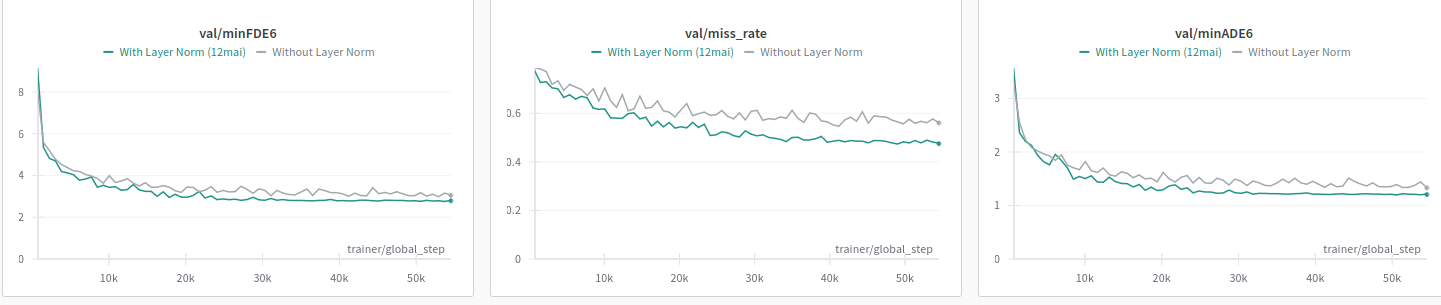 val/minFDE6
With Layer Norm (12mai) Without Layer Norm
8
6
4
2
0
trainer/global_step
10k 20k 30k 40k 50k
val/miss_rate
With Layer Norm (12mai) Without Layer Norm
0.6
0.4
0.2
0
trainer/global_step
10k 20k 30k 40k 50k
val/minADE6
With Layer Norm (12mai) Without Layer Norm
3
2
1
0
trainer/global_step
10k 20k 30k 40k 50k